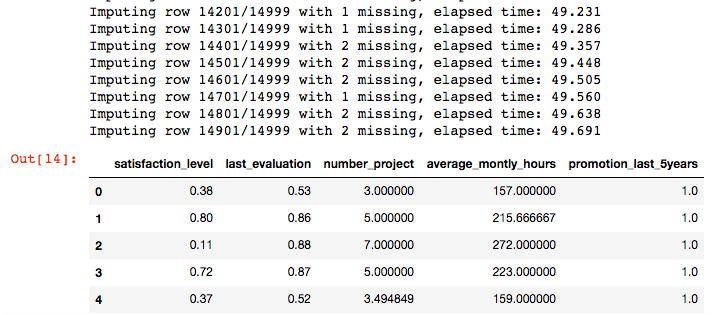 Imputing row 14201/14999 with 1 missing, elapsed time: 49.231
Imputing row 14301/14999 with 1 missing, elapsed time: 49.286
Imputing row 14401/14999 with 2 missing, elapsed time: 49.357
Imputing row 14501/14999 with 2 missing, elapsed time: 49.448
Imputing row 14601/14999 with 2 missing, elapsed time: 49.505
Imputing row 14701/14999 with 1 missing, elapsed time: 49.560
Imputing row 14801/14999 with 2 missing, elapsed time: 49.638
Imputing row 14901/14999 with 2 missing, elapsed time: 49.691
Out[14]:
satisfaction_level last_evaluation number_project average_montly_hours promotion_last_5years
0 0.38 0.53 3.000000 157.000000 1.0
1 0.80 0.86 5.000000 215.666667 1.0
2 0.11 0.88 7.000000 272.000000 1.0
3 0.72 0.87 5.000000 223.000000 1.0
4 0.37 0.52 3.494849 159.000000 1.0